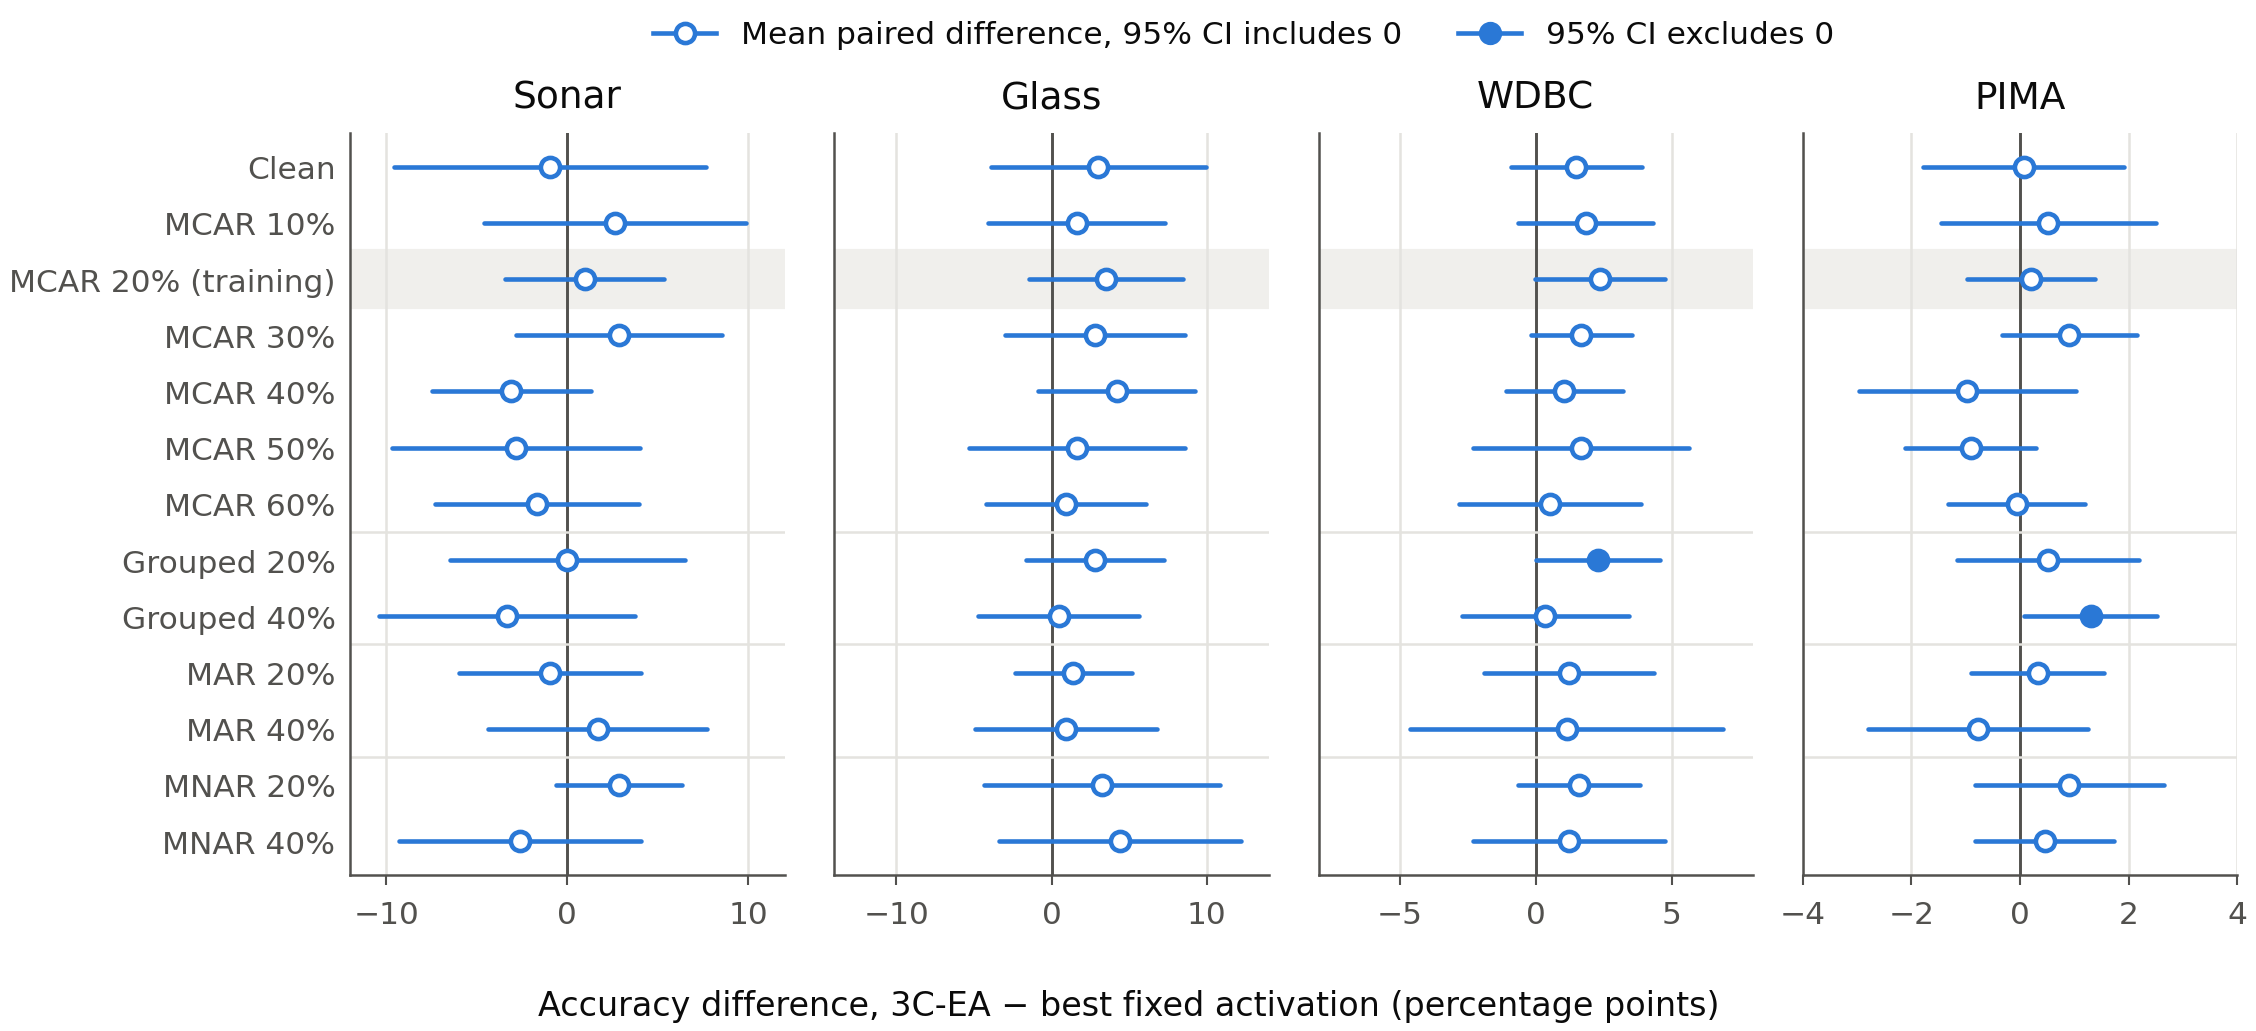 Mean paired difference, 95% CI includes 0
95% CI excludes 0
Sonar
Glass
WDBC
PIMA
Clean
MCAR 10%
MCAR 20% (training)
MCAR 30%
MCAR 40%
MCAR 50%
MCAR 60%
Grouped 20%
Grouped 40%
MAR 20%
MAR 40%
MNAR 20%
MNAR 40%
−10 0 10
−10 0 10
−5 0 5
−4 −2 0 2 4
Accuracy difference, 3C-EA − best fixed activation (percentage points)